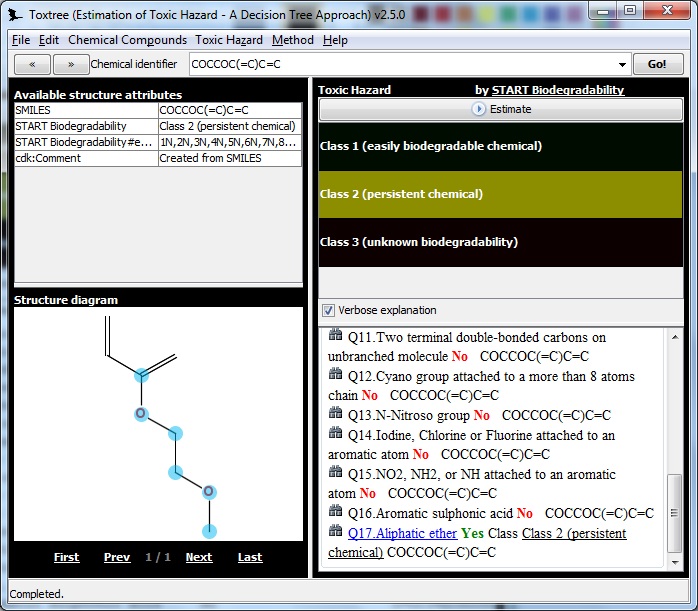 Toxtree (Estimation of Toxic Hazard - A Decision Tree Approach) v2.5.0
File Edit Chemical Compounds Toxic Hazard Method Help
« » Chemical identifier COCCOC(=C)C=C Go!
Available structure attributes
SMILES COCCOC(=C)C=C
START Biodegradability Class 2 (persistent chemical)
START Biodegradability#e... 1N,2N,3N,4N,5N,6N,7N,8...
cdk:Comment Created from SMILES
Structure diagram
O
O
First Prev 1 / 1 Next Last
Toxic Hazard by START Biodegradability
Estimate
Class 1 (easily biodegradable chemical)
Class 2 (persistent chemical)
Class 3 (unknown biodegradability)
Verbose explanation
Q11.Two terminal double-bonded carbons on
unbranched molecule No COCCOC(=C)C=C
Q12.Cyano group attached to a more than 8 atoms
chain No COCCOC(=C)C=C
Q13.N-Nitroso group No COCCOC(=C)C=C
Q14.Iodine, Chlorine or Fluorine attached to an
aromatic atom No COCCOC(=C)C=C
Q15.NO2, NH2, or NH attached to an aromatic
atom No COCCOC(=C)C=C
Q16.Aromatic sulphonic acid No COCCOC(=C)C=C
Q17.Aliphatic ether Yes Class Class 2 (persistent
chemical) COCCOC(=C)C=C
Completed.